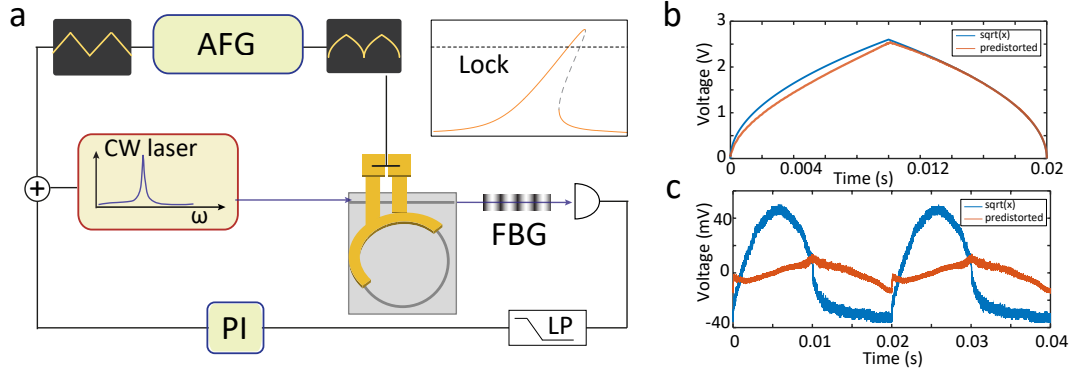 a
AFG
Lock
CW laser
ω
+
FBG
PI
LP
b
Voltage (V)
3
2
1
0
sqrt(x)
predistorted
0
0.004
0.012
0.02
Time (s)
c
Voltage (mV)
40
0
-40
sqrt(x)
predistorted
0
0.01
0.02
0.03
0.04
Time (s)